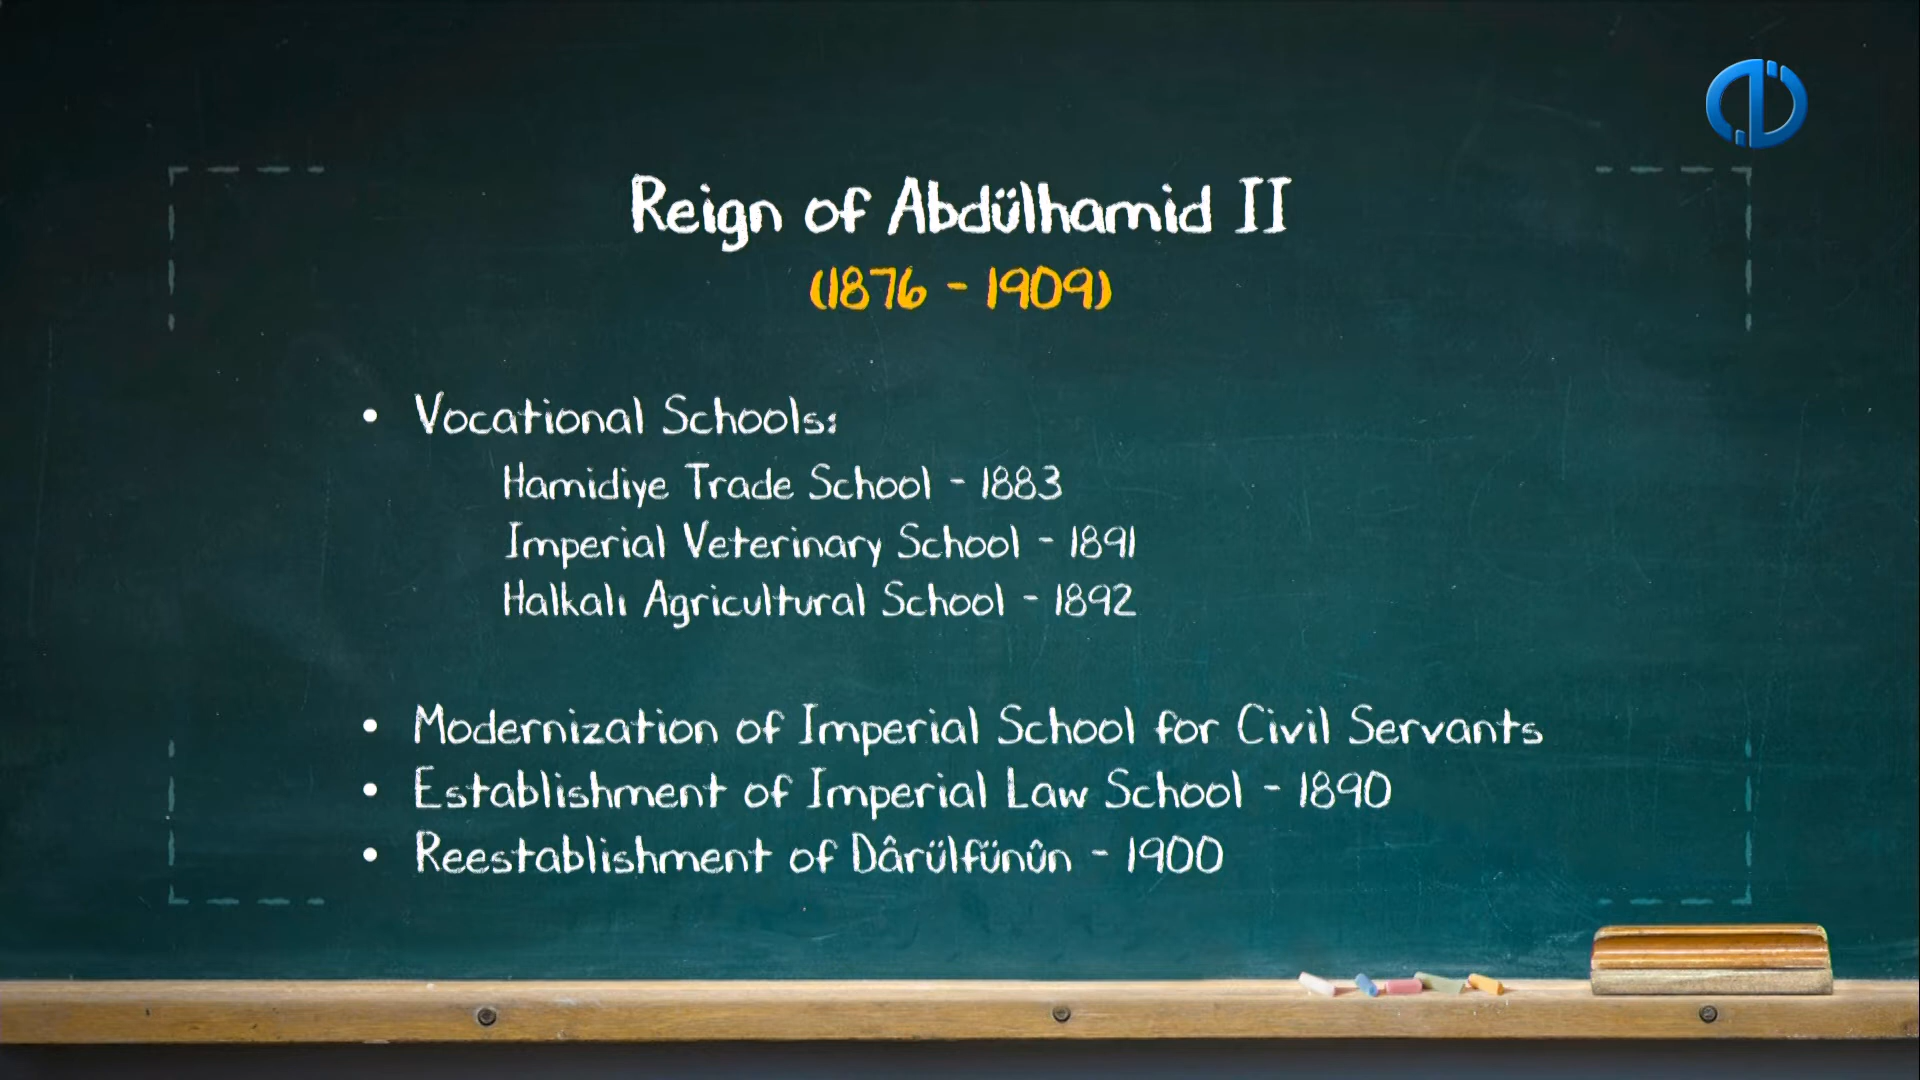 Reign of Abdülhamid II
(1876 - 1909)
• Vocational Schools:
Hamidiye Trade School - 1883
Imperial Veterinary School - 1891
Halkalı Agricultural School - 1892
• Modernization of Imperial School for Civil Servants
• Establishment of Imperial Law School - 1890
• Reestablishment of Dârülfünûn - 1900